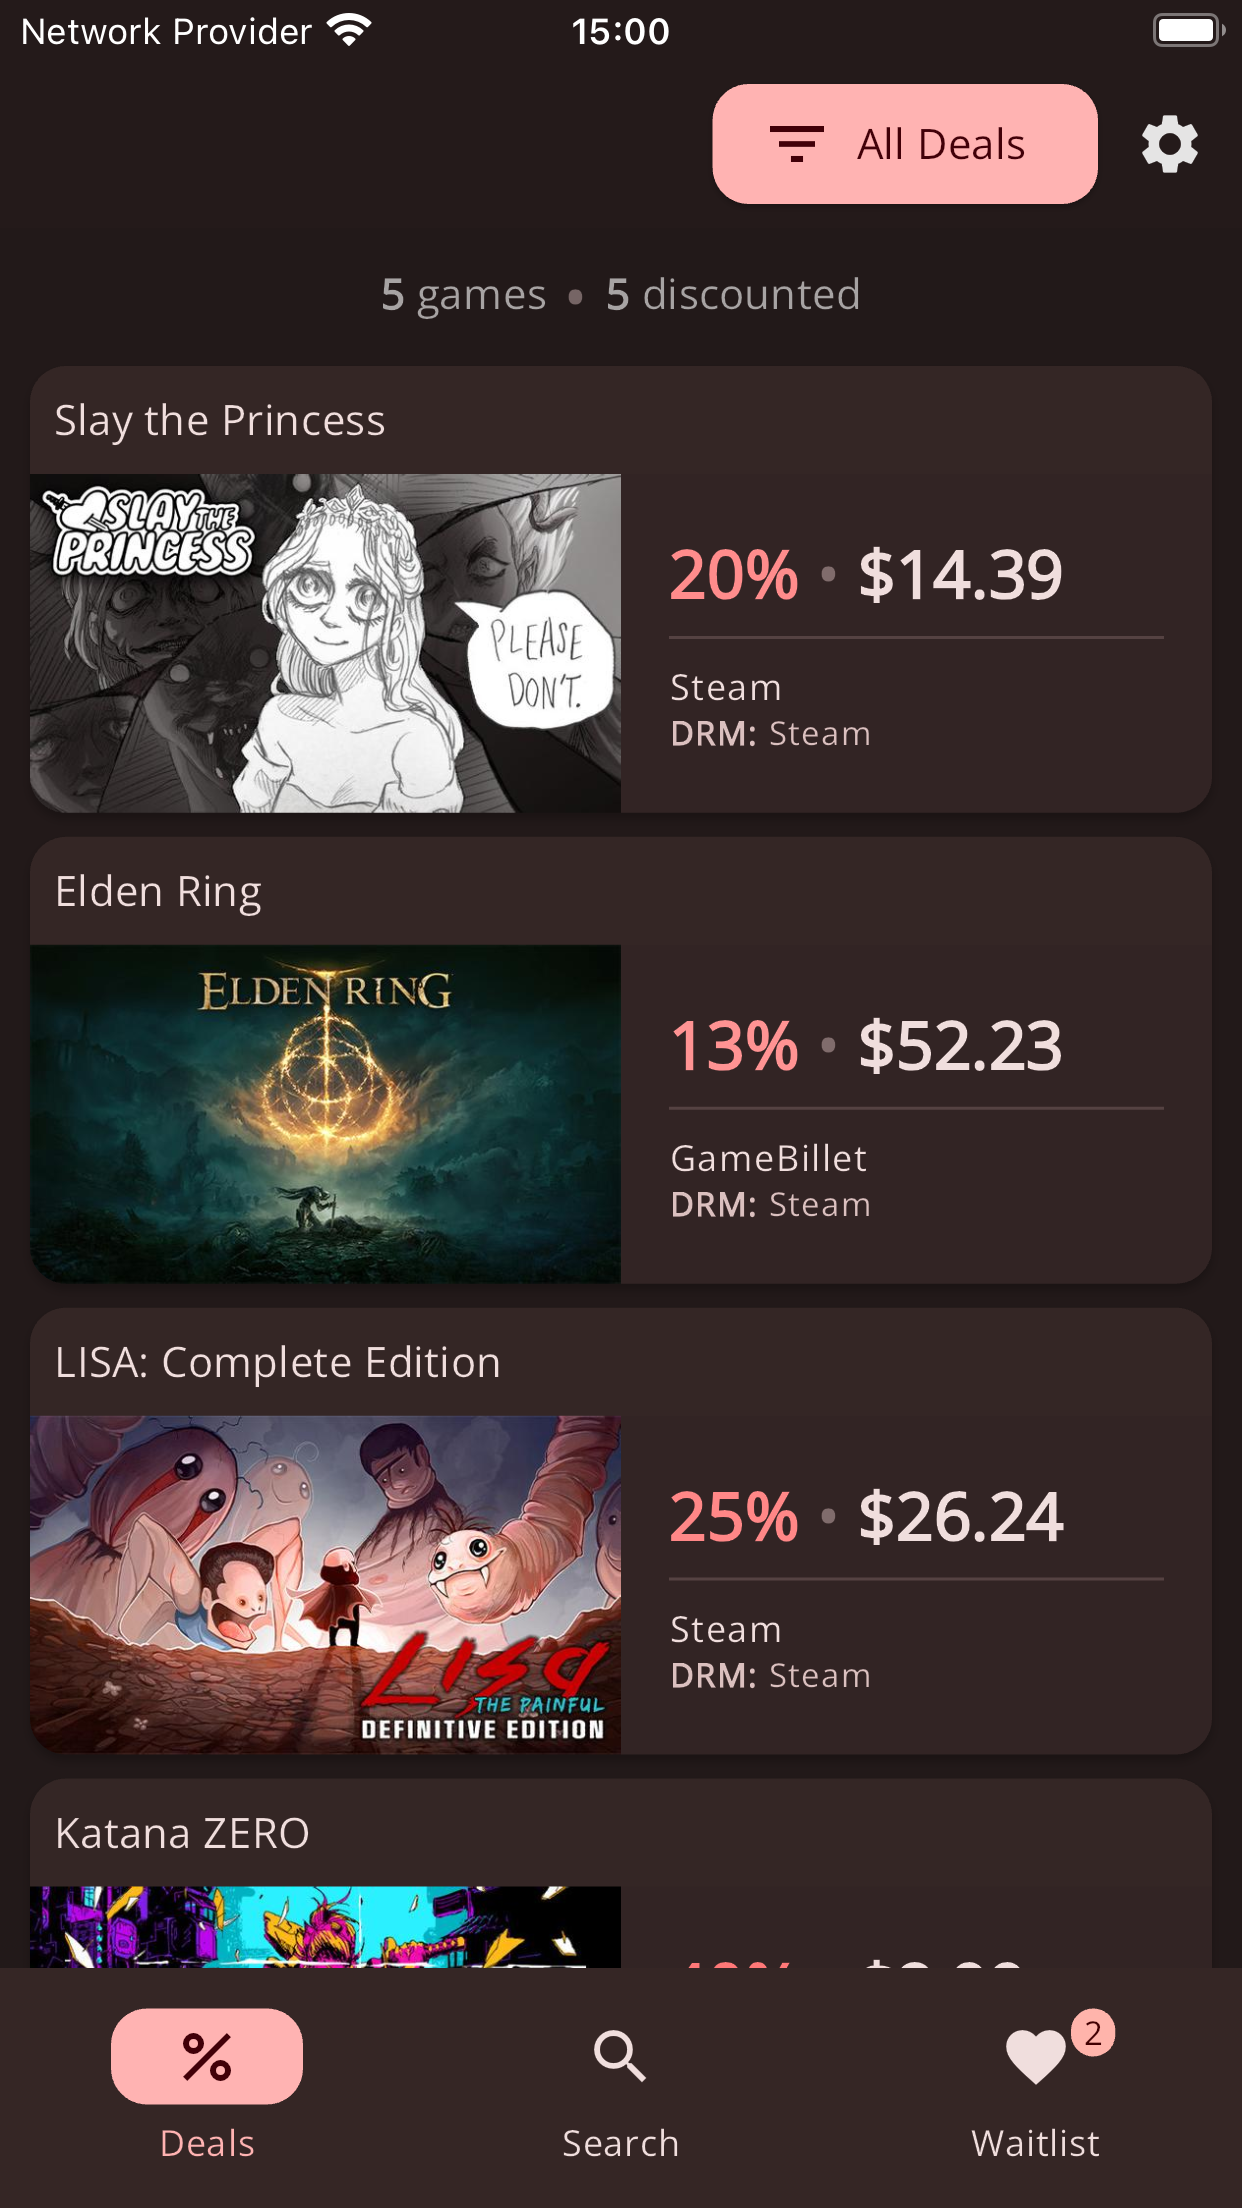 Network Provider 15:00
All Deals
5 games • 5 discounted
Slay the Princess
SLAY THE
PRINCESS
PLEASE
DON'T.
20% • $14.39
Steam
DRM: Steam
Elden Ring
ELDEN RING
13% • $52.23
GameBillet
DRM: Steam
LISA: Complete Edition
LISA
THE PAINFUL
DEFINITIVE EDITION
25% • $26.24
Steam
DRM: Steam
Katana ZERO
%
2
Deals Search Waitlist